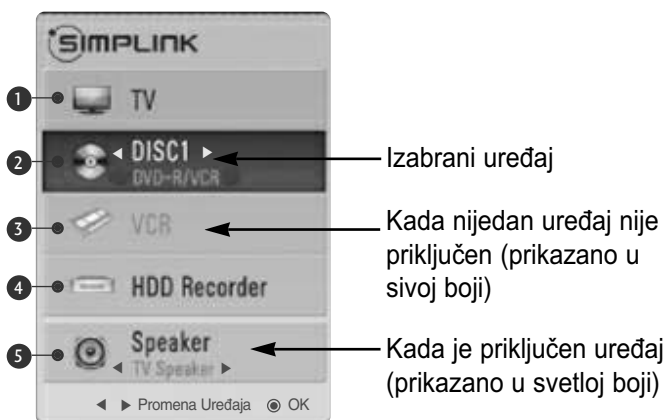 SIMPLINK
1 TV
2 ◄ DISC1 ►
DVD-R/VCR
Izabrani uređaj
3 VCR
Kada nijedan uređaj nije
priključen (prikazano u
sivoj boji)
4 HDD Recorder
5 Speaker
◄ TV Speaker ►
Kada je priključen uređaj
(prikazano u svetloj boji)
◄ ► Promena Uređaja ◉ OK